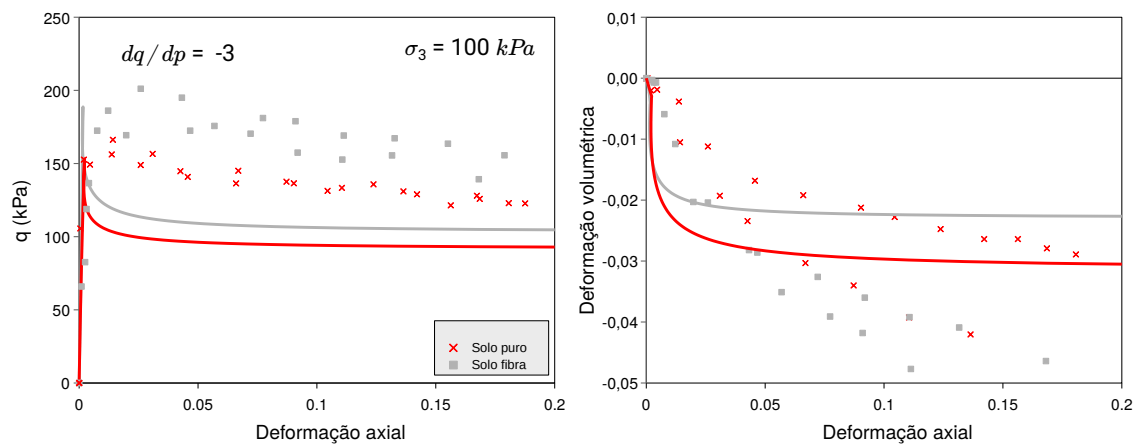 250
200
150
100
50
0
q (kPa)
dq/dp = -3
σ3 = 100 kPa
Solo puro
Solo fibra
0
0.05
0.1
0.15
0.2
Deformação axial
0,01
0,00
-0,01
-0,02
-0,03
-0,04
-0,05
Deformação volumétrica
0
0.05
0.1
0.15
0.2
Deformação axial